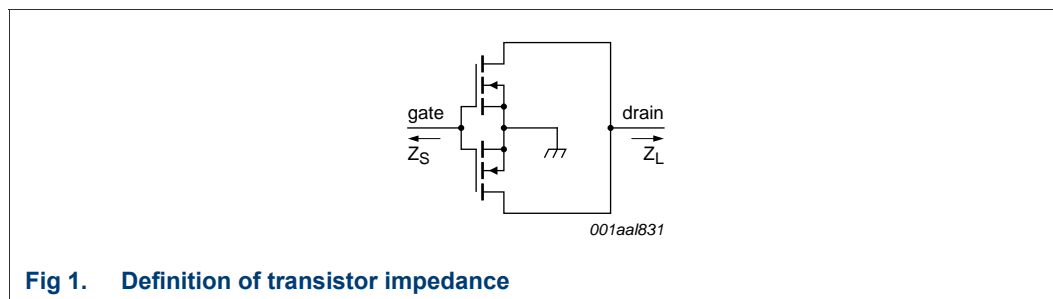 gate
drain
Z_S
Z_L
001aal831
Fig 1. Definition of transistor impedance